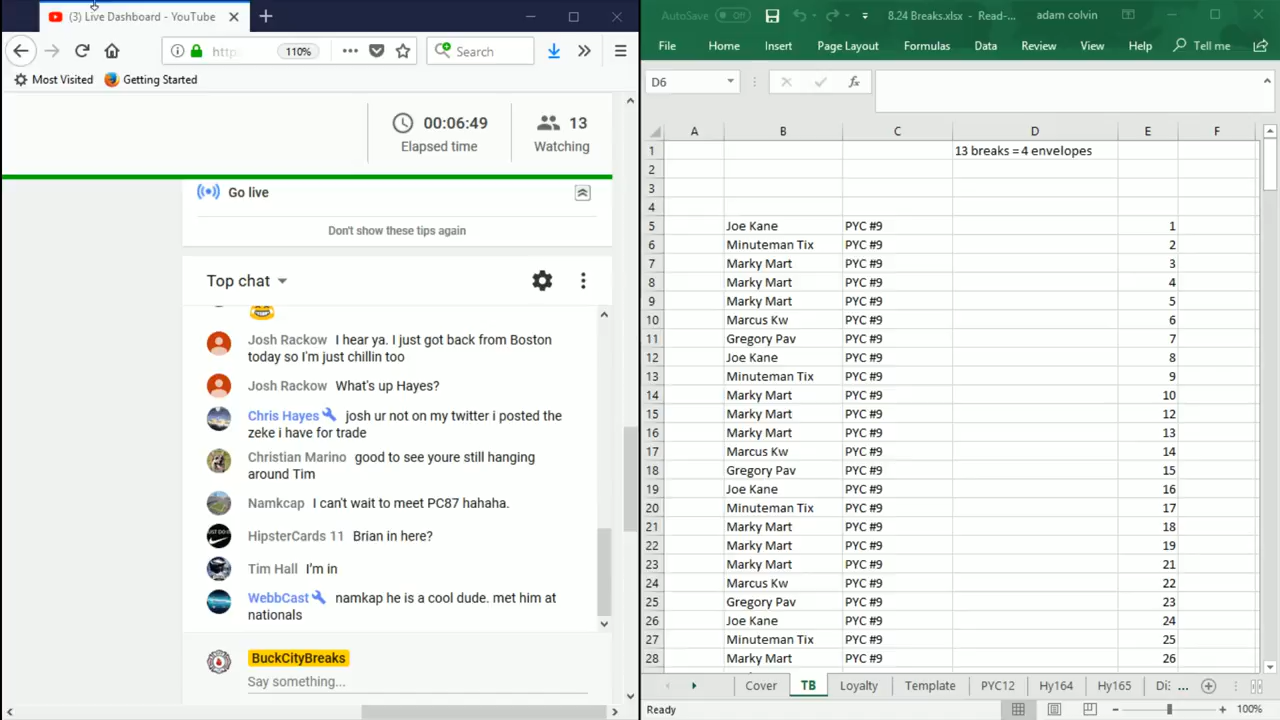 (3) Live Dashboard - YouTube
http
110%
Search
Most Visited
Getting Started
00:06:49
Elapsed time
13
Watching
Go live
Don't show these tips again
Top chat
Josh Rackow I hear ya. I just got back from Boston
today so I'm just chillin too
Josh Rackow What's up Hayes?
Chris Hayes josh ur not on my twitter i posted the
zeke i have for trade
Christian Marino good to see youre still hanging
around Tim
Namkcap I can't wait to meet PC87 hahaha.
HipsterCards 11 Brian in here?
Tim Hall I'm in
WebbCast namkap he is a cool dude. met him at
nationals
BuckCityBreaks
Say something...
AutoSave Off 8.24 Breaks.xlsx - Read-... adam colvin
File Home Insert Page Layout Formulas Data Review View Help Tell me
D6 fx
A B C D E F
1 13 breaks = 4 envelopes
2
3
4
5 Joe Kane PYC #9 1
6 Minuteman Tix PYC #9 2
7 Marky Mart PYC #9 3
8 Marky Mart PYC #9 4
9 Marky Mart PYC #9 5
10 Marcus Kw PYC #9 6
11 Gregory Pav PYC #9 7
12 Joe Kane PYC #9 8
13 Minuteman Tix PYC #9 9
14 Marky Mart PYC #9 10
15 Marky Mart PYC #9 12
16 Marky Mart PYC #9 13
17 Marcus Kw PYC #9 14
18 Gregory Pav PYC #9 15
19 Joe Kane PYC #9 16
20 Minuteman Tix PYC #9 17
21 Marky Mart PYC #9 18
22 Marky Mart PYC #9 19
23 Marky Mart PYC #9 21
24 Marcus Kw PYC #9 22
25 Gregory Pav PYC #9 23
26 Joe Kane PYC #9 24
27 Minuteman Tix PYC #9 25
28 Marky Mart PYC #9 26
Cover TB Loyalty Template PYC12 Hy164 Hy165 Di: ...
Ready 100%